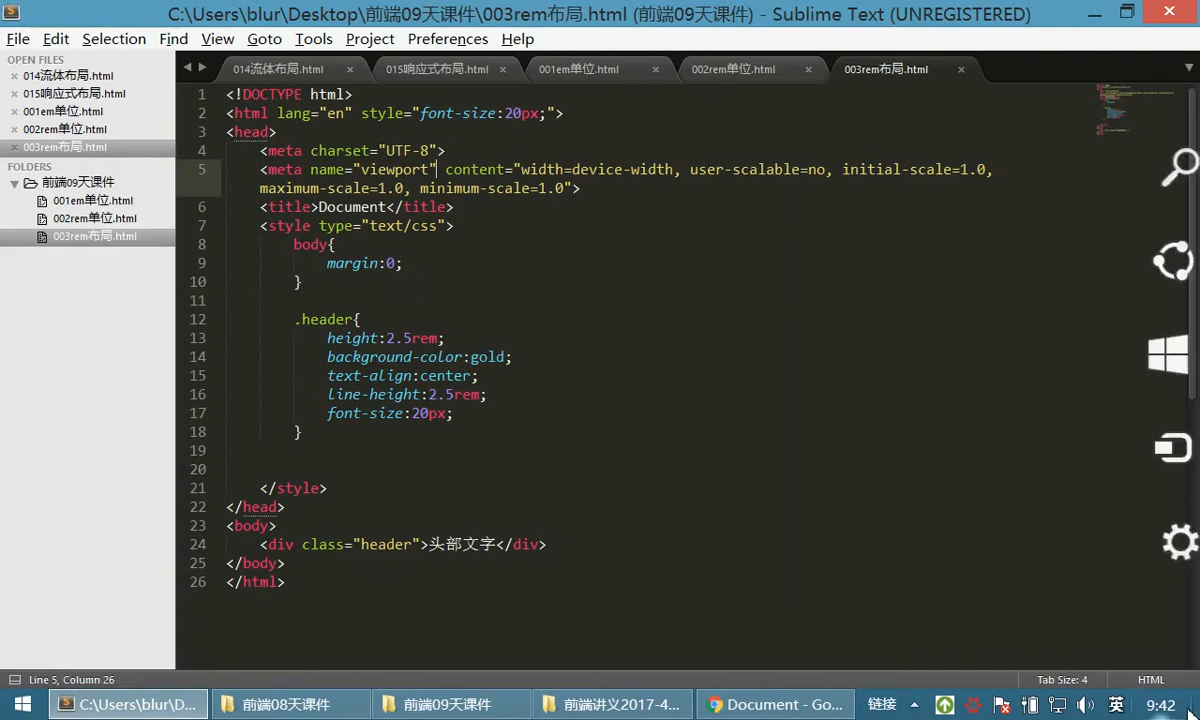 C:\Users\blur\Desktop\前端09天课件\003rem布局.html (前端09天课件) - Sublime Text (UNREGISTERED)
File Edit Selection Find View Goto Tools Project Preferences Help
OPEN FILES
014流体布局.html
015响应式布局.html
001em单位.html
002rem单位.html
003rem布局.html
FOLDERS
前端09天课件
001em单位.html
002rem单位.html
003rem布局.html
014流体布局.html 015响应式布局.html 001em单位.html 002rem单位.html 003rem布局.html
1 <!DOCTYPE html>
2 <html lang="en" style="font-size:20px;">
3 <head>
4 <meta charset="UTF-8">
5 <meta name="viewport" content="width=device-width, user-scalable=no, initial-scale=1.0,
maximum-scale=1.0, minimum-scale=1.0">
6 <title>Document</title>
7 <style type="text/css">
8 body{
9 margin:0;
10 }
11
12 .header{
13 height:2.5rem;
14 background-color:gold;
15 text-align:center;
16 line-height:2.5rem;
17 font-size:20px;
18 }
19
20
21 </style>
22 </head>
23 <body>
24 <div class="header">头部文字</div>
25 </body>
26 </html>
Line 5, Column 26 Tab Size: 4 HTML
C:\Users\blur\D... 前端08天课件 前端09天课件 前端讲义2017-4... Document - Go... 链接 英 9:42